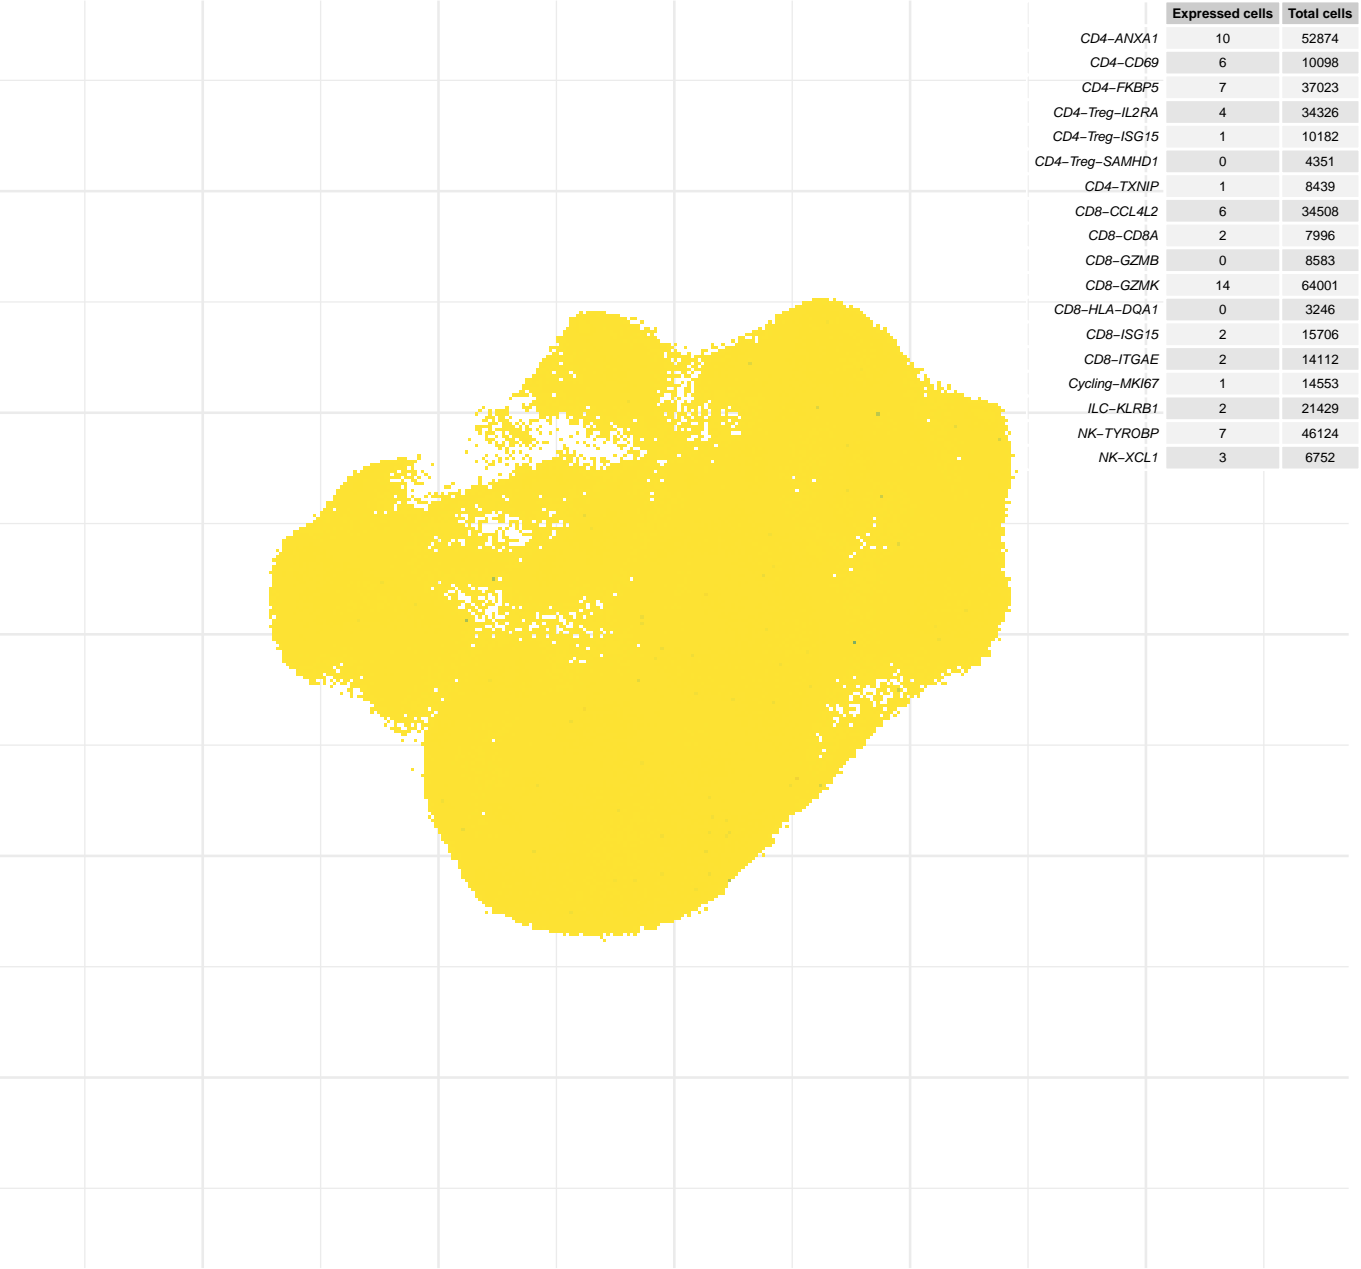 Expressed cells Total cells
CD4−ANXA1 10 52874
CD4−CD69 6 10098
CD4−FKBP5 7 37023
CD4−Treg−IL2RA 4 34326
CD4−Treg−ISG15 1 10182
CD4−Treg−SAMHD1 0 4351
CD4−TXNIP 1 8439
CD8−CCL4L2 6 34508
CD8−CD8A 2 7996
CD8−GZMB 0 8583
CD8−GZMK 14 64001
CD8−HLA−DQA1 0 3246
CD8−ISG15 2 15706
CD8−ITGAE 2 14112
Cycling−MKI67 1 14553
ILC−KLRB1 2 21429
NK−TYROBP 7 46124
NK−XCL1 3 6752